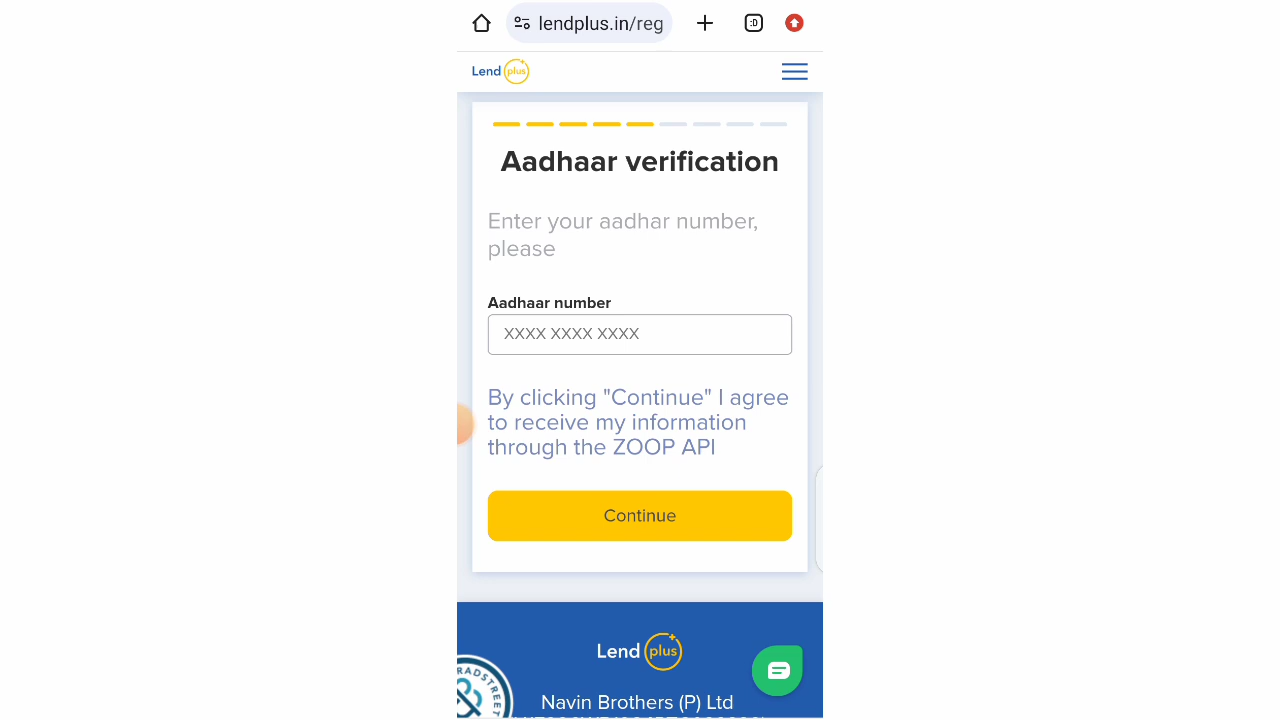 lendplus.in/reg
:D
Lend plus
Aadhaar verification
Enter your aadhar number,
please
Aadhaar number
XXXX XXXX XXXX
By clicking "Continue" I agree
to receive my information
through the ZOOP API
Continue
Lend plus
RADSTREET
Navin Brothers (P) Ltd